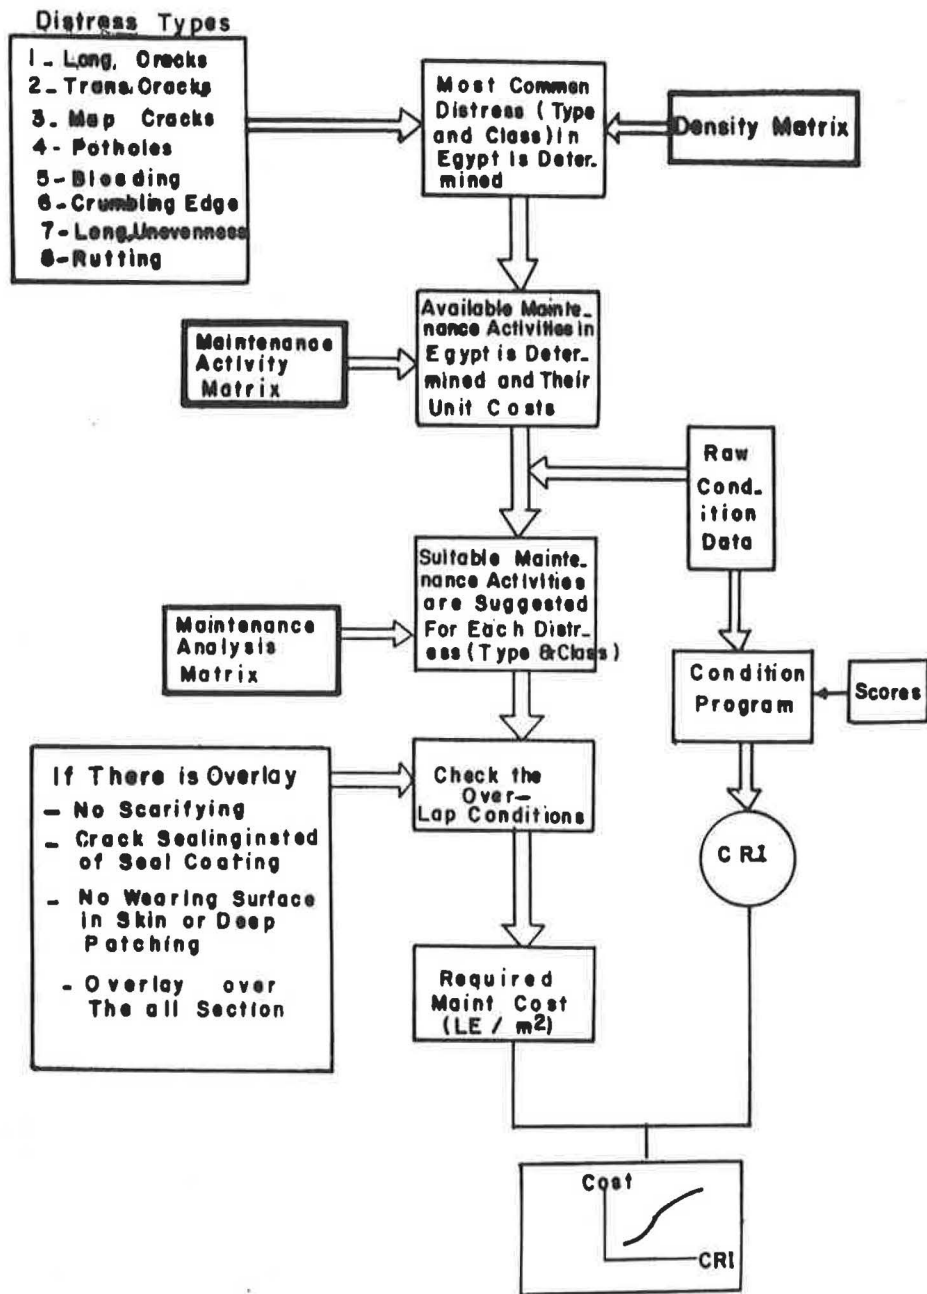 Distress Types
1- Long, Cracks
2- Trans. Cracks
3- Map Cracks
4- Potholes
5- Bleeding
6- Crumbling Edge
7- Long, Unevenness
8- Rutting
Most Common
Distress (Type
and Class) In
Egypt is Deter-
mined
Density Matrix
Available Mainte-
nance Activities in
Egypt is Deter-
mined and Their
Unit Costs
Maintenance
Activity
Matrix
Raw
Cond-
ition
Data
Suitable Mainte-
nance Activities
are Suggested
For Each Distr-
ess (Type & Class)
Maintenance
Analysis
Matrix
Condition
Program
Scores
If There is Overlay
- No Scarifying
- Crack Sealinginsted
of Seal Coating
- No Wearing Surface
in Skin or Deep
Patching
- Overlay over
The all Section
Check the
Over-
Lap Conditions
CRI
Required
Maint Cost
(LE / m2)
Cost
CRI